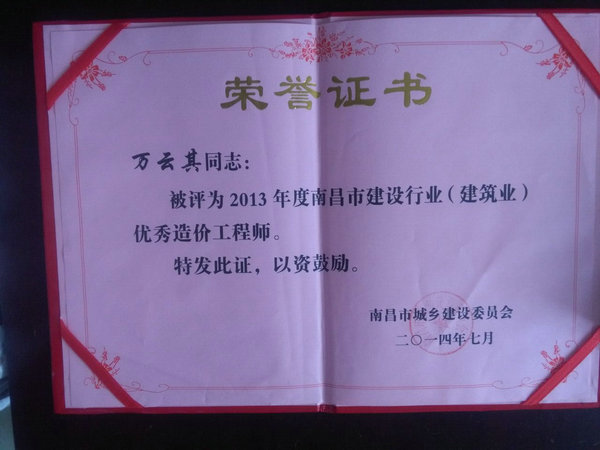 荣誉证书
万云其同志：
被评为2013年度南昌市建设行业（建筑业）
优秀造价工程师。
特发此证，以资鼓励。
南昌市城乡建设委员会
二〇一四年七月